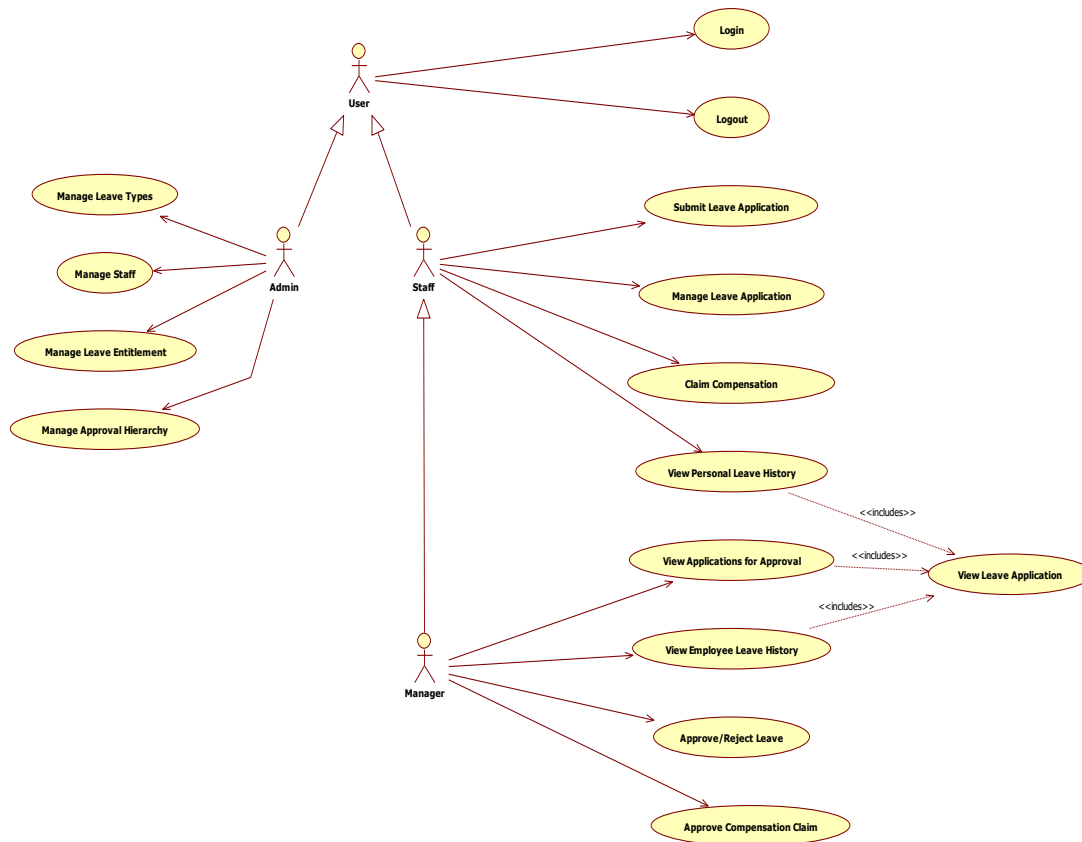 Login
User
Logout
Manage Leave Types
Submit Leave Application
Manage Staff
Admin
Staff
Manage Leave Application
Manage Leave Entitlement
Claim Compensation
Manage Approval Hierarchy
View Personal Leave History
<<includes>>
View Applications for Approval
<<includes>>
View Leave Application
<<includes>>
View Employee Leave History
Manager
Approve/Reject Leave
Approve Compensation Claim